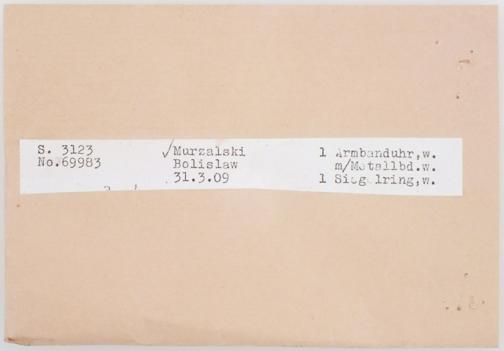 S. 3123 ✓Murzalski 1 Armbanduhr,w.
No.69983 Bolislaw m/Metallbd.w.
31.3.09 1 Siegelring,w.